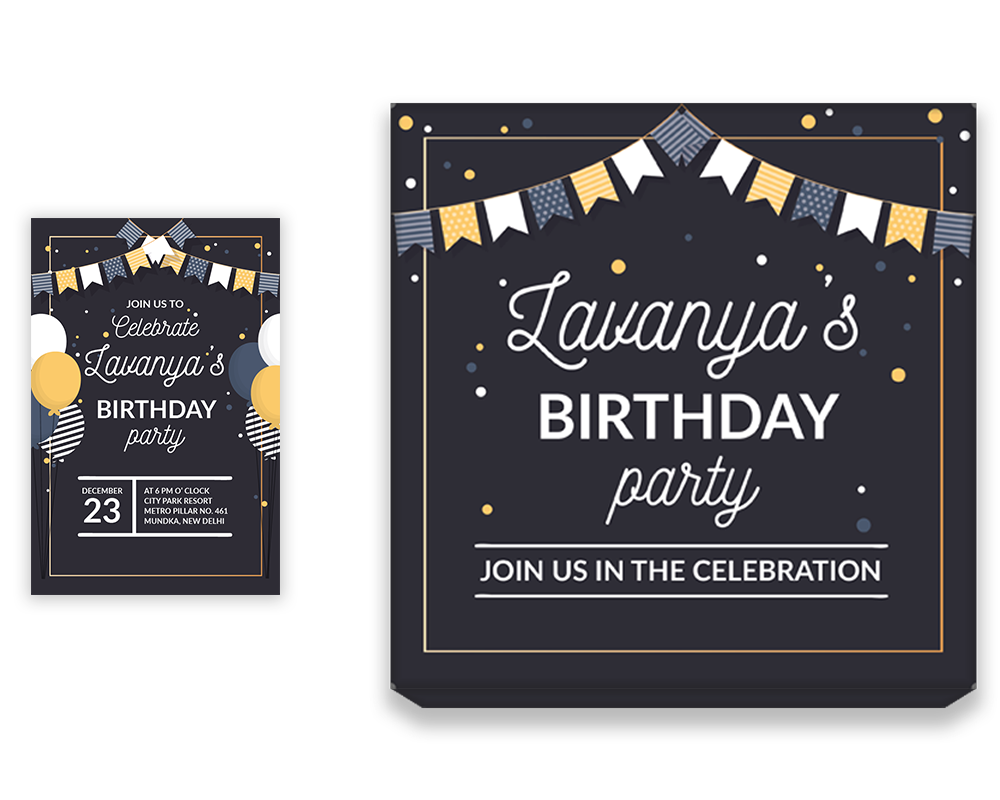 JOIN US TO
Celebrate
Lavanya's
BIRTHDAY
party
DECEMBER
23
AT 6 PM O' CLOCK
CITY PARK RESORT
METRO PILLAR NO. 461
MUNDKA, NEW DELHI
Lavanya's
BIRTHDAY
party
JOIN US IN THE CELEBRATION